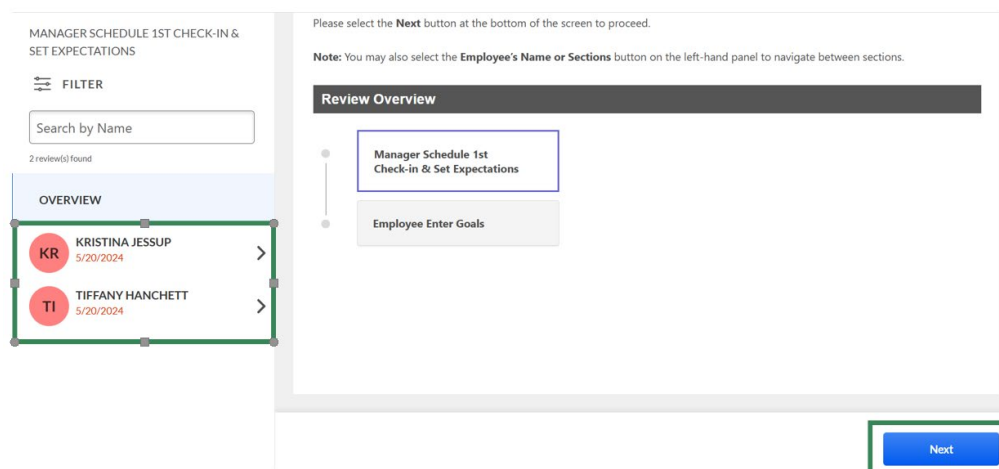 MANAGER SCHEDULE 1ST CHECK-IN &
SET EXPECTATIONS
FILTER
Search by Name
2 review(s) found
OVERVIEW
KR
KRISTINA JESSUP
5/20/2024
TI
TIFFANY HANCHETT
5/20/2024
Please select the Next button at the bottom of the screen to proceed.
Note: You may also select the Employee's Name or Sections button on the left-hand panel to navigate between sections.
Review Overview
Manager Schedule 1st
Check-in & Set Expectations
Employee Enter Goals
Next